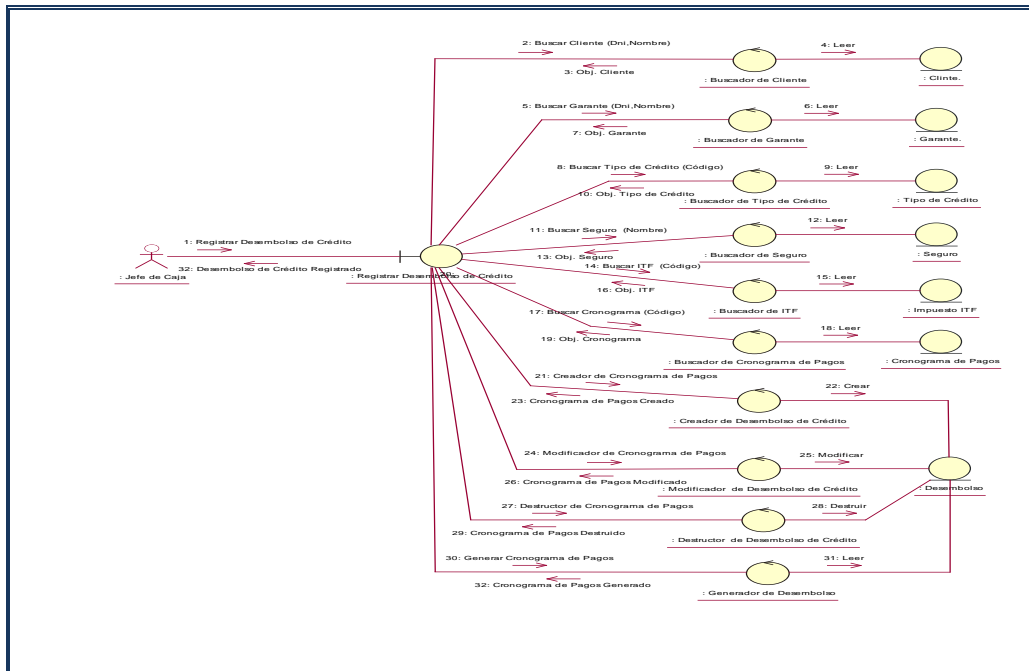 2: Buscar Cliente (Dni,Nombre)
4: Leer
3: Obj. Cliente
: Buscador de Cliente
: Clinte.
5: Buscar Garante (Dni,Nombre)
6: Leer
7: Obj. Garante
: Buscador de Garante
: Garante.
8: Buscar Tipo de Crédito (Código)
9: Leer
10: Obj. Tipo de Crédito
: Buscador de Tipo de Crédito
: Tipo de Crédito
11: Buscar Seguro (Nombre)
12: Leer
13: Obj. Seguro
: Buscador de Seguro
: Seguro
1: Registrar Desembolso de Crédito
32: Desembolso de Crédito Registrado
: Jefe de Caja
: Registrar Desembolso de Crédito
14: Buscar ITF (Código)
15: Leer
16: Obj. ITF
: Buscador de ITF
: Impuesto ITF
17: Buscar Cronograma (Código)
18: Leer
19: Obj. Cronograma
: Buscador de Cronograma de Pagos
: Cronograma de Pagos
21: Creador de Cronograma de Pagos
22: Crear
23: Cronograma de Pagos Creado
: Creador de Desembolso de Crédito
24: Modificador de Cronograma de Pagos
25: Modificar
26: Cronograma de Pagos Modificado
: Modificador de Desembolso de Crédito
: Desembolso
27: Destructor de Cronograma de Pagos
28: Destruir
29: Cronograma de Pagos Destruido
: Destructor de Desembolso de Crédito
30: Generar Cronograma de Pagos
31: Leer
32: Cronograma de Pagos Generado
: Generador de Desembolso